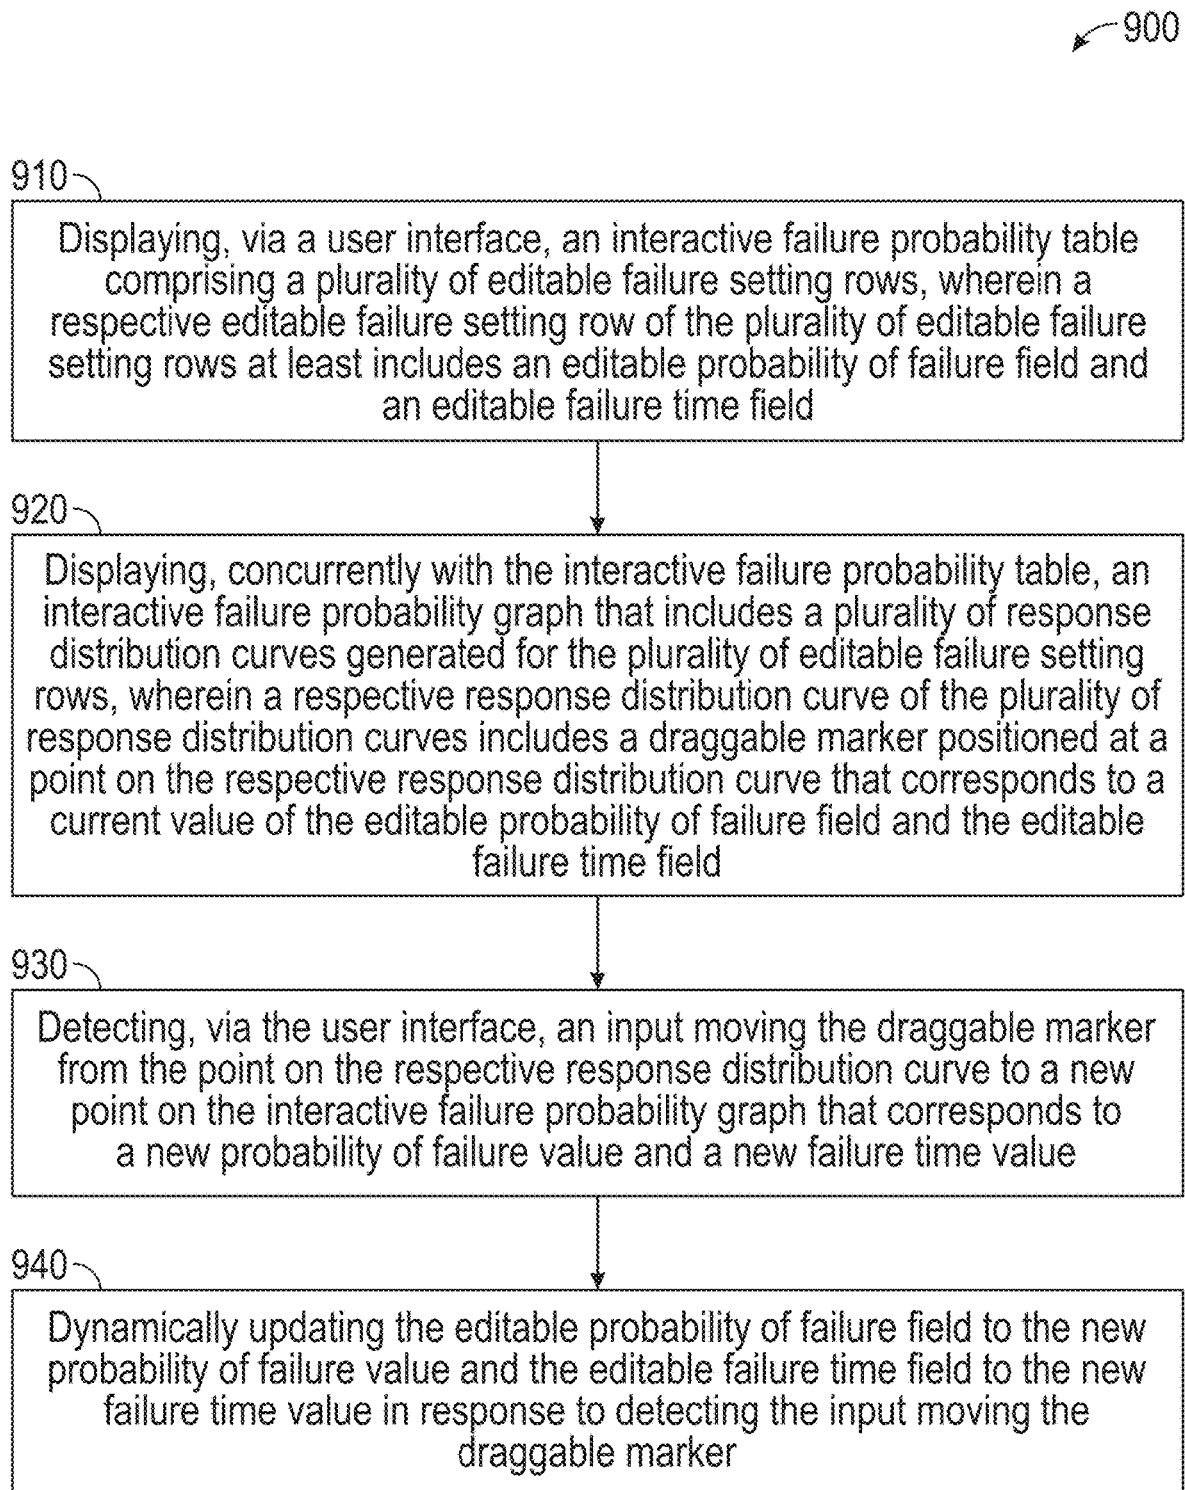 900
910
Displaying, via a user interface, an interactive failure probability table
comprising a plurality of editable failure setting rows, wherein a
respective editable failure setting row of the plurality of editable failure
setting rows at least includes an editable probability of failure field and
an editable failure time field
920
Displaying, concurrently with the interactive failure probability table, an
interactive failure probability graph that includes a plurality of response
distribution curves generated for the plurality of editable failure setting
rows, wherein a respective response distribution curve of the plurality of
response distribution curves includes a draggable marker positioned at a
point on the respective response distribution curve that corresponds to a
current value of the editable probability of failure field and the editable
failure time field
930
Detecting, via the user interface, an input moving the draggable marker
from the point on the respective response distribution curve to a new
point on the interactive failure probability graph that corresponds to
a new probability of failure value and a new failure time value
940
Dynamically updating the editable probability of failure field to the new
probability of failure value and the editable failure time field to the new
failure time value in response to detecting the input moving the
draggable marker